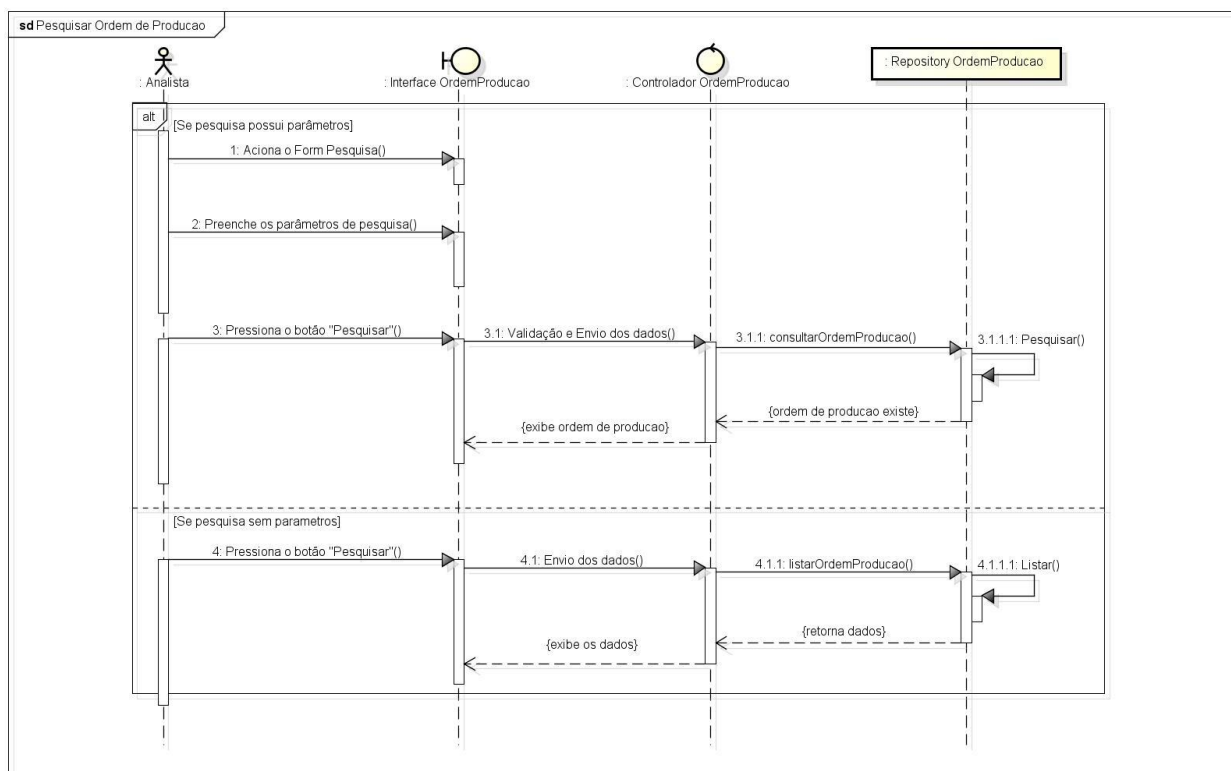 sd Pesquisar Ordem de Producao
: Analista
: Interface OrdemProducao
: Controlador OrdemProducao
: Repository OrdemProducao
alt
[Se pesquisa possui parâmetros]
1: Aciona o Form Pesquisa()
2: Preenche os parâmetros de pesquisa()
3: Pressiona o botão "Pesquisar"()
3.1: Validação e Envio dos dados()
3.1.1: consultarOrdemProducao()
3.1.1.1: Pesquisar()
{ordem de producao existe}
{exibe ordem de producao}
[Se pesquisa sem parametros]
4: Pressiona o botão "Pesquisar"()
4.1: Envio dos dados()
4.1.1: listarOrdemProducao()
4.1.1.1: Listar()
{retorna dados}
{exibe os dados}